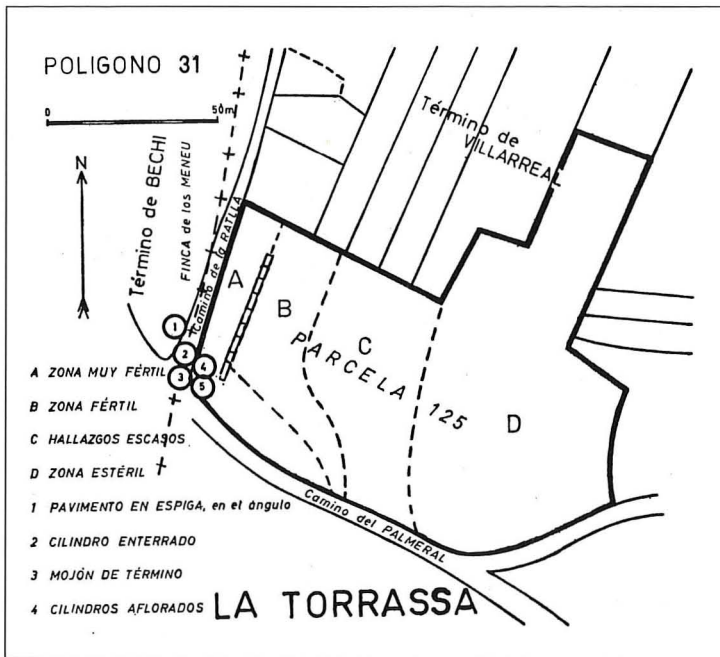 POLIGONO 31
0 50m
N
Término de BECHI
FINCA de los MENEU
Camino de la RATLLA
Término de
VILLARREAL
A
B
C
D
PARCELA 125
1
2
3
4
5
A ZONA MUY FÉRTIL
B ZONA FÉRTIL
C HALLAZGOS ESCASOS
D ZONA ESTÉRIL
1 PAVIMENTO EN ESPIGA, en el ángulo
2 CILINDRO ENTERRADO
3 MOJÓN DE TÉRMINO
4 CILINDROS AFLORADOS
Camino del PALMERAL
LA TORRASSA